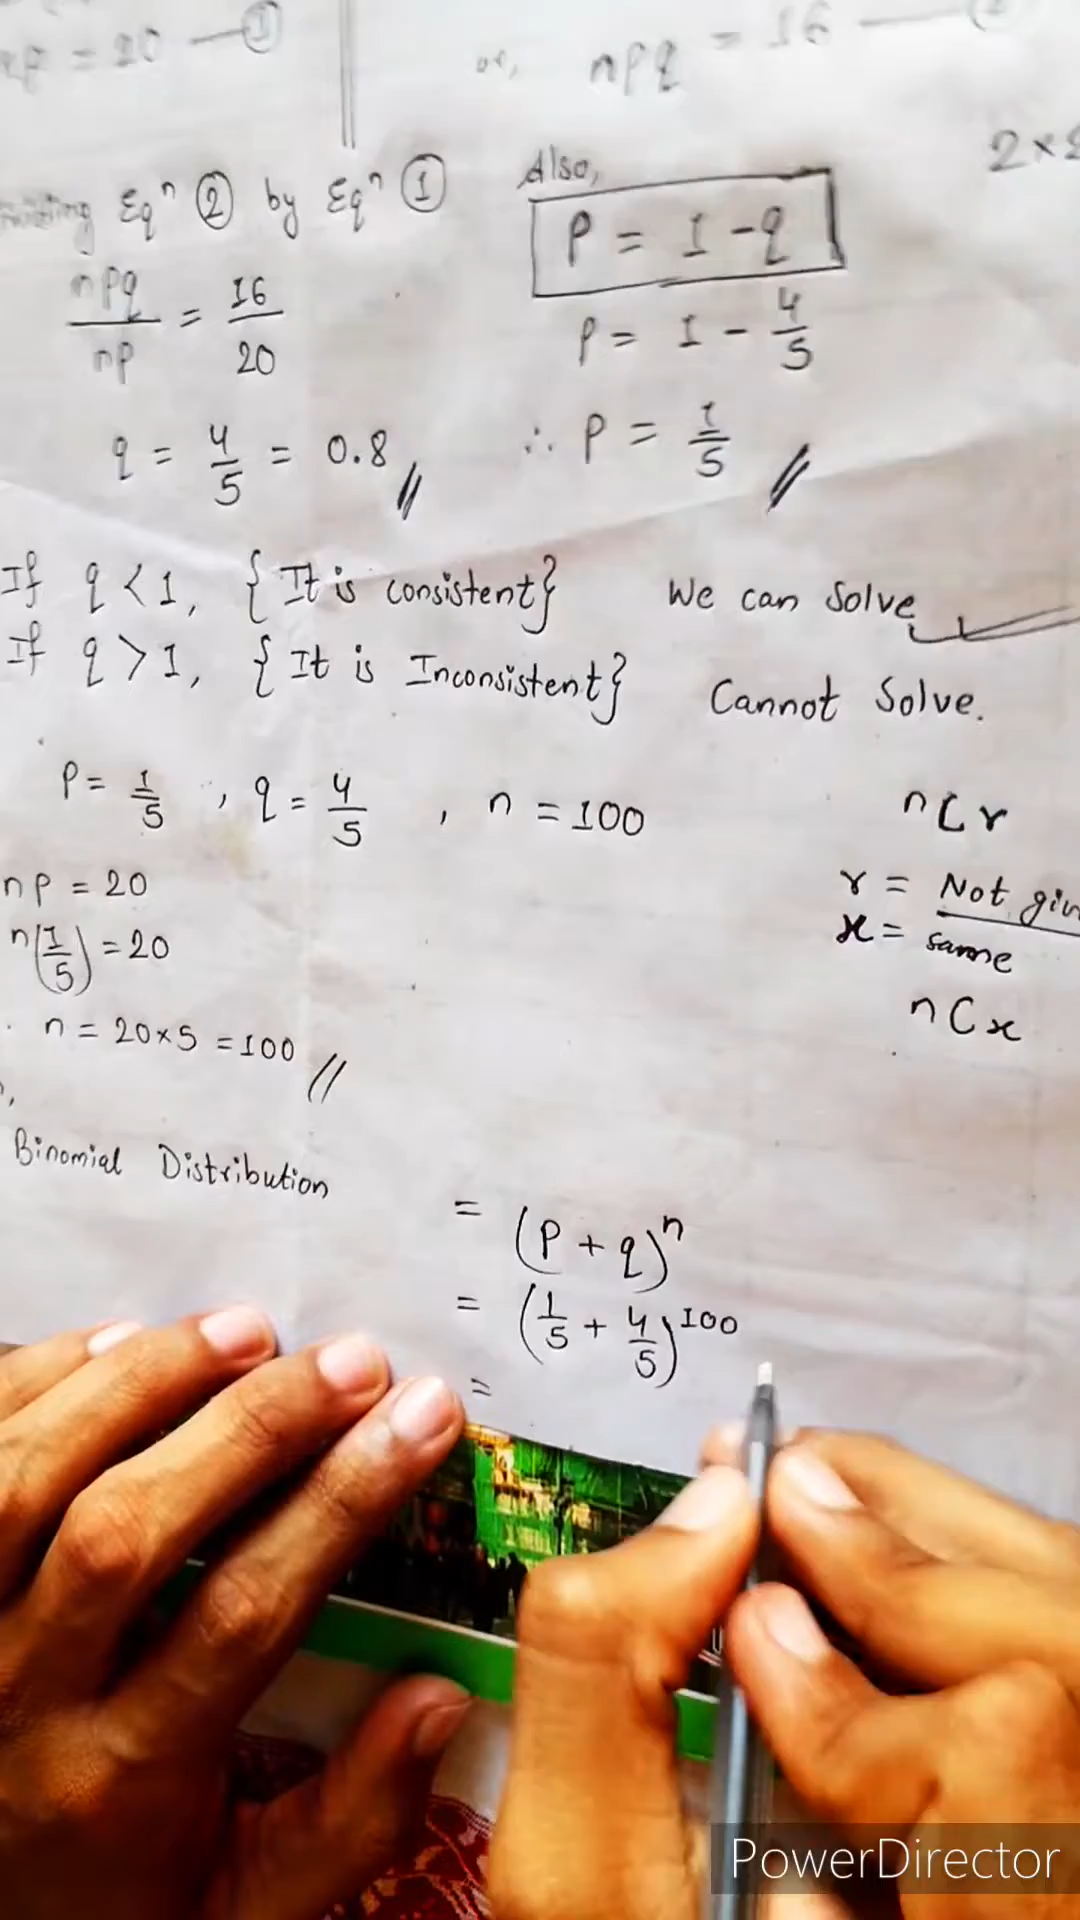 = 20 — ①
or, npq = 16 —
2 ×
Eqⁿ ② by Eqⁿ ①
npq/np = 16/20
q = 4/5 = 0.8 //
Also,
P = 1 - q
P = 1 - 4/5
∴ P = 1/5 //
If q < 1, { It is consistent} We can Solve
If q > 1, { It is Inconsistent} Cannot Solve.
P = 1/5 , q = 4/5 , n = 100
np = 20
n(1/5) = 20
n = 20×5 = 100 //
nCr
r = Not
x = same
nCx
Binomial Distribution = (p + q)ⁿ
= (1/5 + 4/5)¹⁰⁰
=
PowerDirector